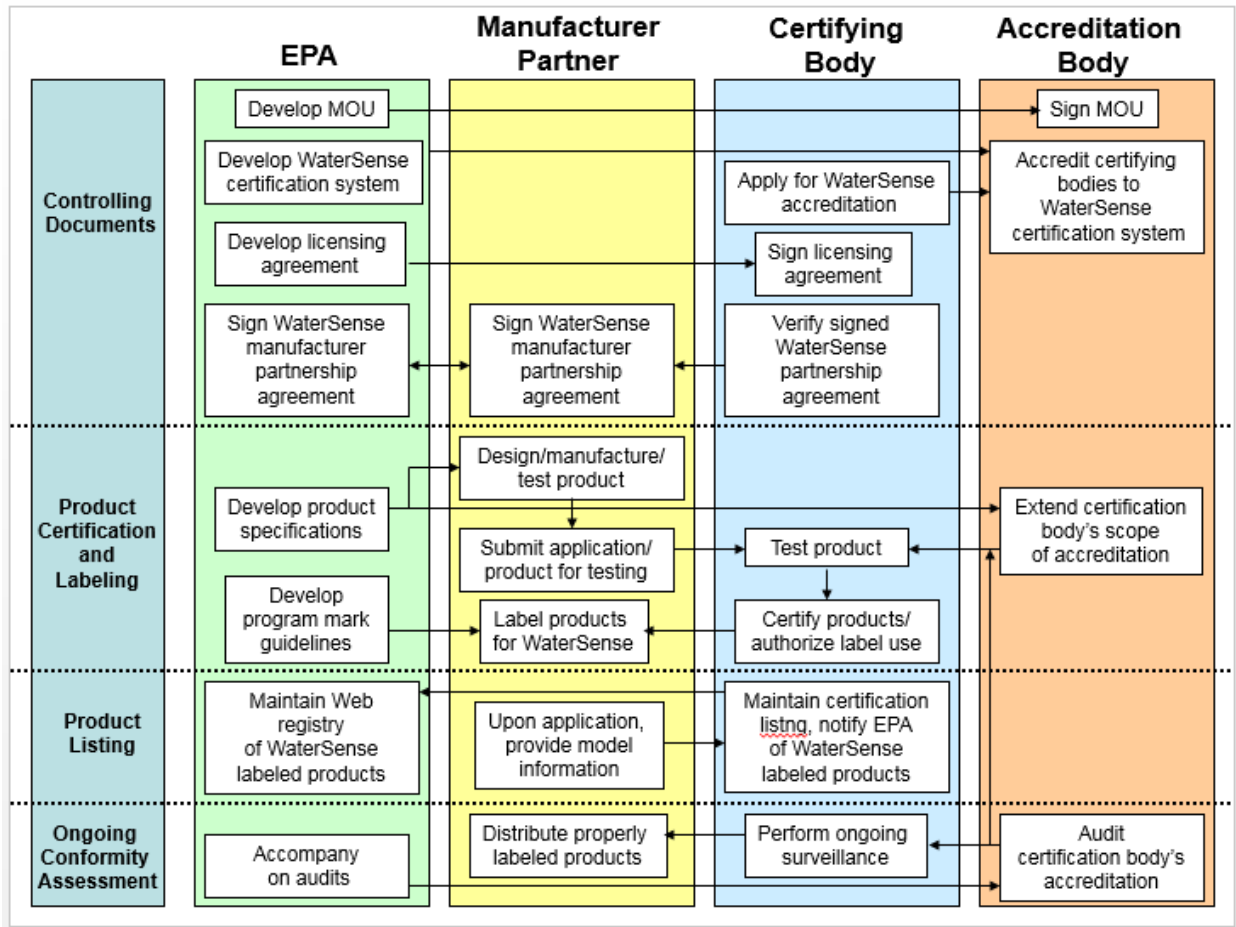 EPA
Manufacturer
Partner
Certifying
Body
Accreditation
Body
Controlling
Documents
Develop MOU
Sign MOU
Develop WaterSense
certification system
Apply for WaterSense
accreditation
Accredit certifying
bodies to
WaterSense
certification system
Develop licensing
agreement
Sign licensing
agreement
Sign WaterSense
manufacturer
partnership
agreement
Sign WaterSense
manufacturer
partnership
agreement
Verify signed
WaterSense
partnership
agreement
Product
Certification
and
Labeling
Design/manufacture/
test product
Develop product
specifications
Extend certification
body's scope
of accreditation
Submit application/
product for testing
Test product
Develop
program mark
guidelines
Label products
for WaterSense
Certify products/
authorize label use
Product
Listing
Maintain Web
registry
of WaterSense
labeled products
Upon application,
provide model
information
Maintain certification
listng, notify EPA
of WaterSense
labeled products
Ongoing
Conformity
Assessment
Accompany
on audits
Distribute properly
labeled products
Perform ongoing
surveillance
Audit
certification body's
accreditation